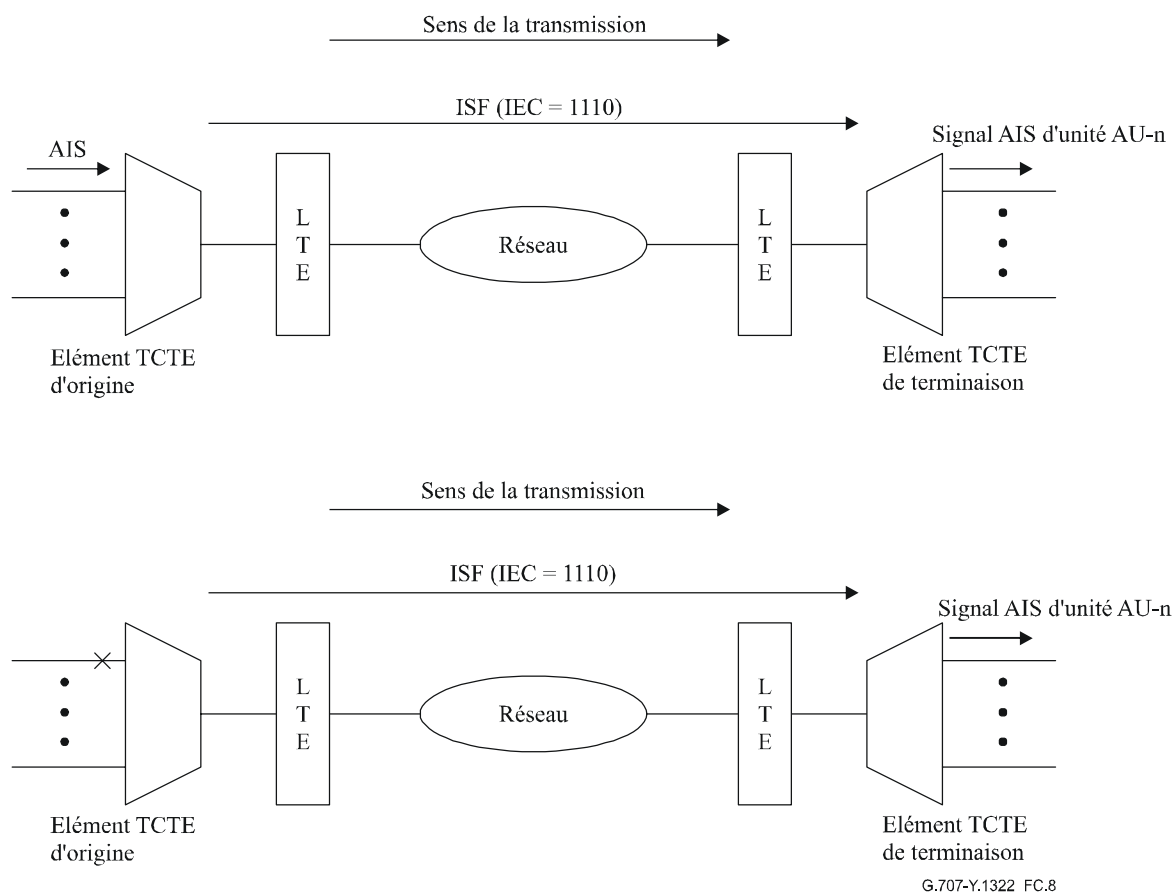 Sens de la transmission
ISF (IEC = 1110)
AIS
Signal AIS d'unité AU-n
L
T
E
Réseau
L
T
E
Elément TCTE
d'origine
Elément TCTE
de terminaison
Sens de la transmission
ISF (IEC = 1110)
Signal AIS d'unité AU-n
L
T
E
Réseau
L
T
E
Elément TCTE
d'origine
Elément TCTE
de terminaison
G.707-Y.1322_FC.8